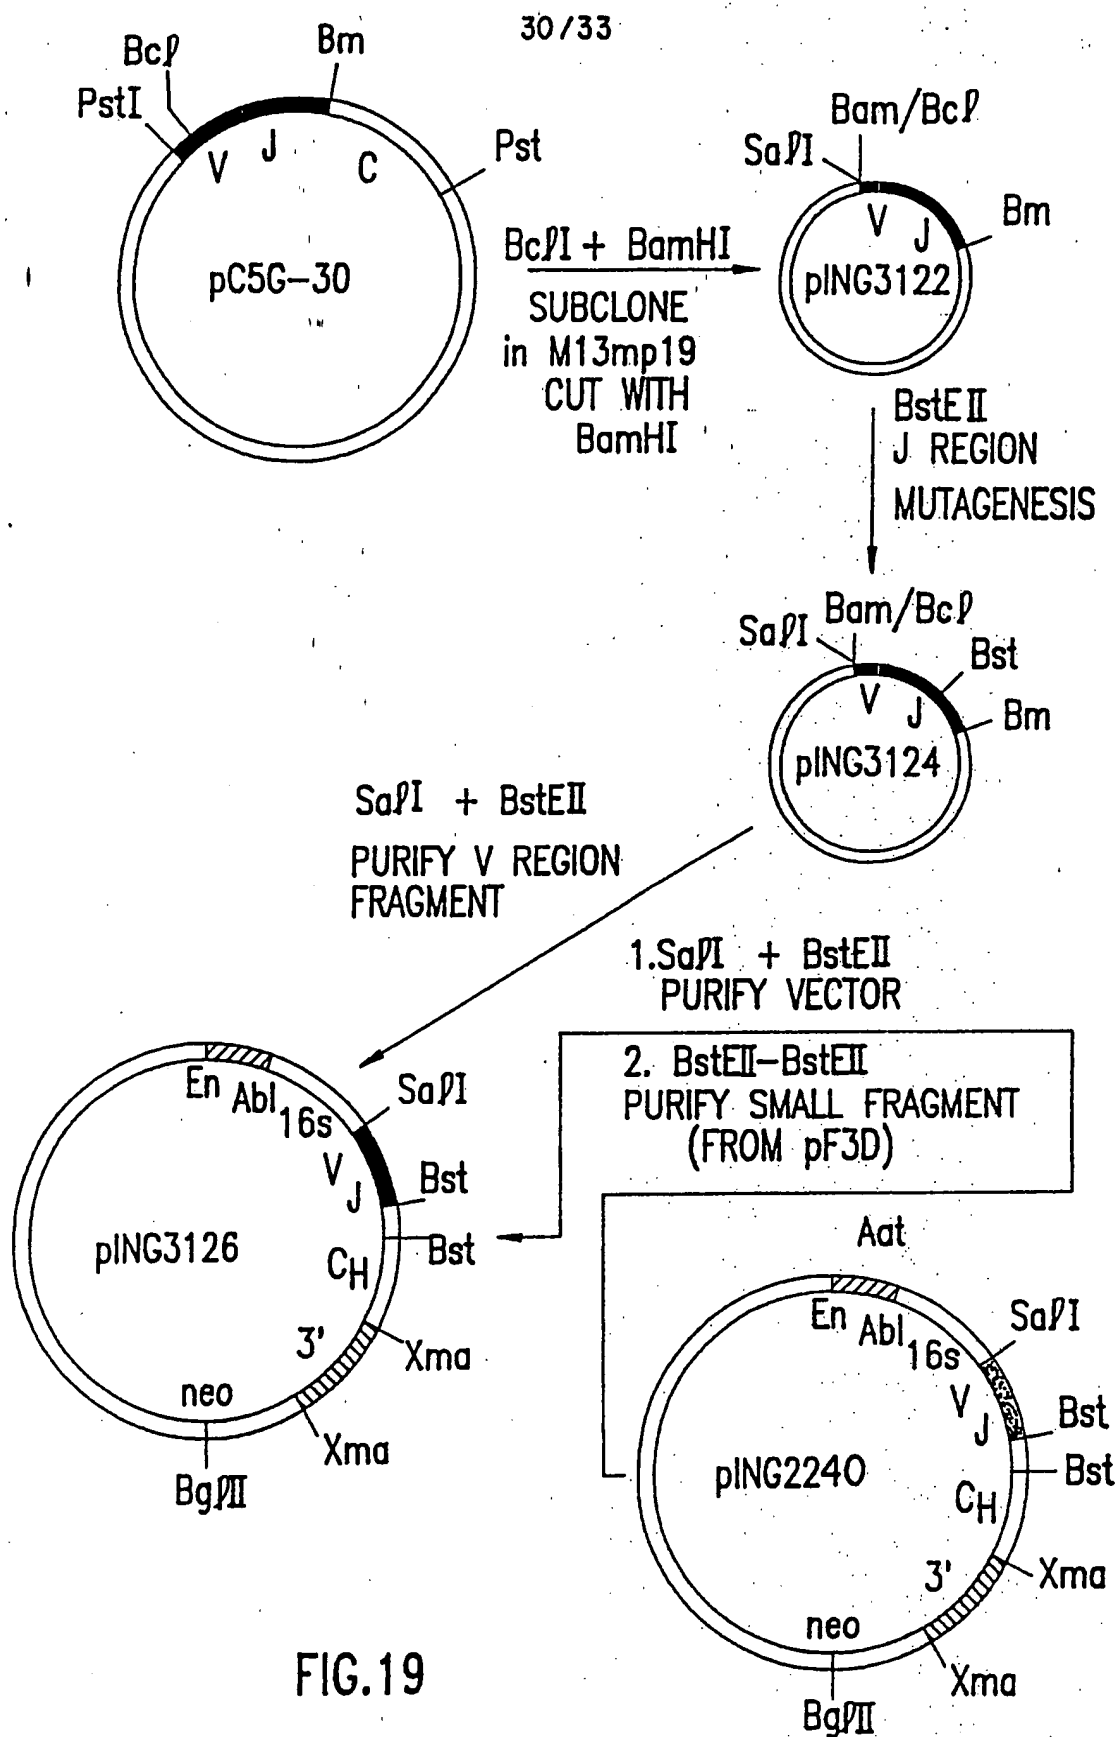 30/33
Bcl
Bm
PstI
V
J
C
Pst
pC5G-30
BclI + BamHI
SUBCLONE
in M13mp19
CUT WITH
BamHI
Bam/Bcl
SalI
V
J
Bm
pING3122
BstEII
J REGION
MUTAGENESIS
Bam/Bcl
SalI
Bst
V
J
Bm
pING3124
SalI + BstEII
PURIFY V REGION
FRAGMENT
1.SalI + BstEII
PURIFY VECTOR
2. BstEII-BstEII
PURIFY SMALL FRAGMENT
(FROM pF3D)
En
Abl
16s
SalI
V
J
Bst
Bst
pING3126
CH
3'
Xma
neo
Xma
BglII
Aat
En
Abl
16s
SalI
V
J
Bst
Bst
pING2240
CH
3'
Xma
neo
Xma
BglII
FIG.19